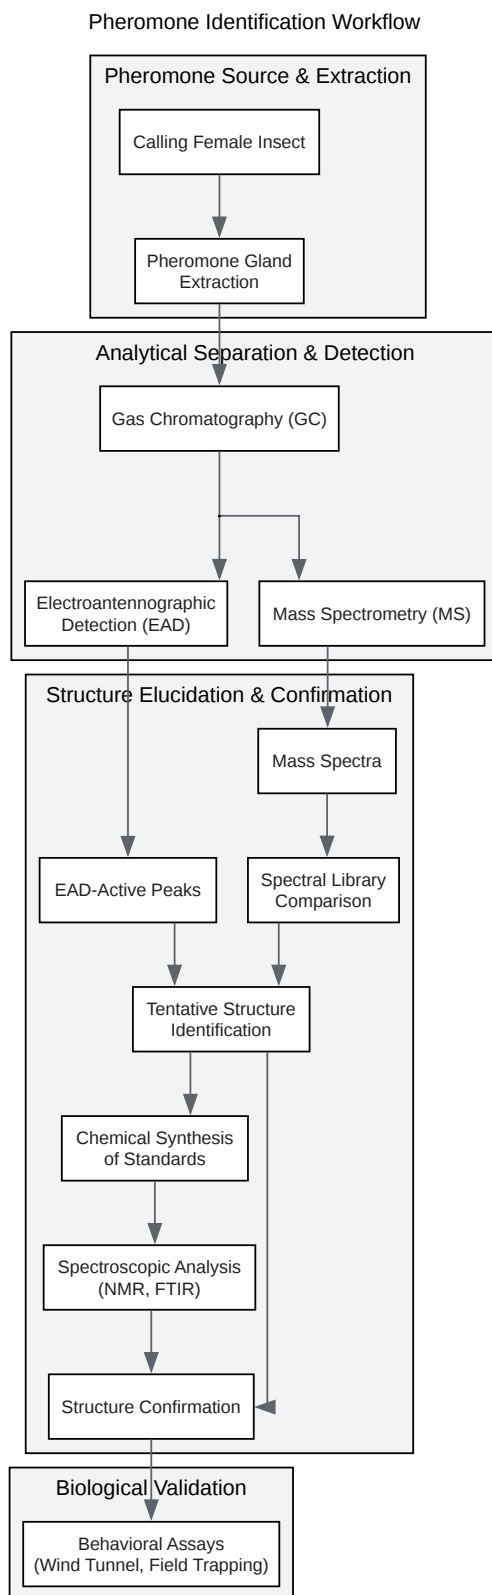 Pheromone Identification Workflow
Pheromone Source & Extraction
Calling Female Insect
Pheromone Gland
Extraction
Analytical Separation & Detection
Gas Chromatography (GC)
Electroantennographic
Detection (EAD)
Mass Spectrometry (MS)
Structure Elucidation & Confirmation
Mass Spectra
EAD-Active Peaks
Spectral Library
Comparison
Tentative Structure
Identification
Chemical Synthesis
of Standards
Spectroscopic Analysis
(NMR, FTIR)
Structure Confirmation
Biological Validation
Behavioral Assays
(Wind Tunnel, Field Trapping)